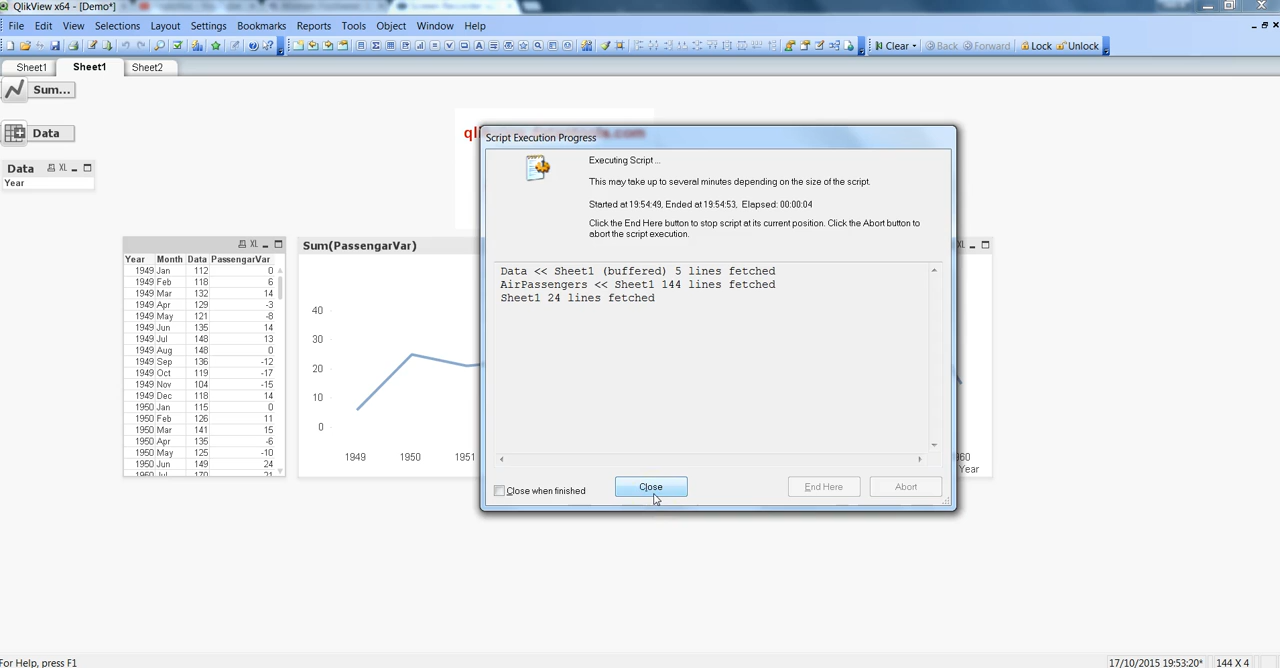 QlikView x64 - [Demo*]
File Edit View Selections Layout Settings Bookmarks Reports Tools Object Window Help
Clear Back Forward Lock Unlock
Sheet1 Sheet1 Sheet2
Sum...
Data
Data XL
Year
Script Execution Progress
Executing Script ...
This may take up to several minutes depending on the size of the script.
Started at 19:54:49, Ended at 19:54:53, Elapsed: 00:00:04
Click the End Here button to stop script at its current position. Click the Abort button to
abort the script execution.
Data << Sheet1 (buffered) 5 lines fetched
AirPassengers << Sheet1 144 lines fetched
Sheet1 24 lines fetched
Close when finished Close End Here Abort
XL
Year Month Data PassengarVar
1949 Jan 112 0
1949 Feb 118 6
1949 Mar 132 14
1949 Apr 129 -3
1949 May 121 -8
1949 Jun 135 14
1949 Jul 148 13
1949 Aug 148 0
1949 Sep 136 -12
1949 Oct 119 -17
1949 Nov 104 -15
1949 Dec 118 14
1950 Jan 115 0
1950 Feb 126 11
1950 Mar 141 15
1950 Apr 135 -6
1950 May 125 -10
1950 Jun 149 24
1950 Jul 170 21
Sum(PassengarVar) XL
40
30
20
10
0
1949 1950 1951 60
Year
For Help, press F1 17/10/2015 19:53:20* 144 X 4